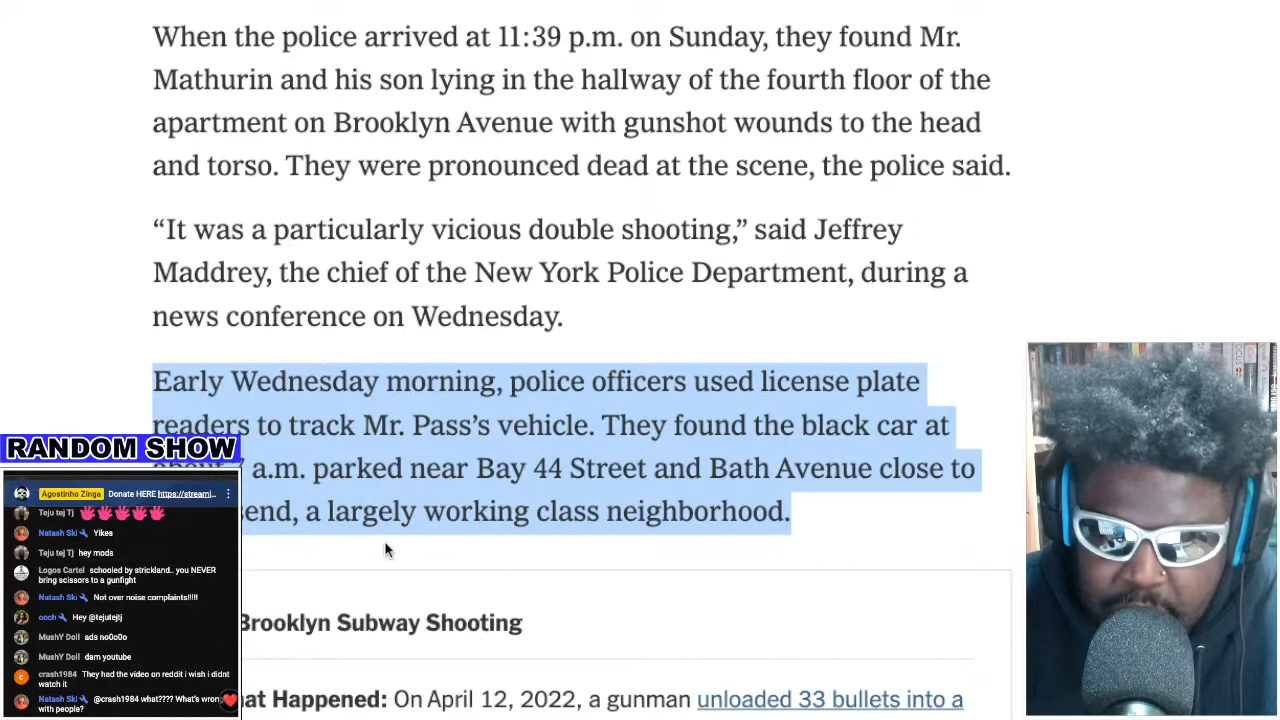 When the police arrived at 11:39 p.m. on Sunday, they found Mr.
Mathurin and his son lying in the hallway of the fourth floor of the
apartment on Brooklyn Avenue with gunshot wounds to the head
and torso. They were pronounced dead at the scene, the police said.
“It was a particularly vicious double shooting,” said Jeffrey
Maddrey, the chief of the New York Police Department, during a
news conference on Wednesday.
Early Wednesday morning, police officers used license plate
readers to track Mr. Pass’s vehicle. They found the black car at
7 a.m. parked near Bay 44 Street and Bath Avenue close to
send, a largely working class neighborhood.
Brooklyn Subway Shooting
hat Happened: On April 12, 2022, a gunman unloaded 33 bullets into a
RANDOM SHOW
Agostinho Zinga Donate HERE https://streaml...
Teju tej Tj
Natash Ski Yikes
Teju tej Tj hey mods
Logos Cartel schooled by strickland.. you NEVER
bring scissors to a gunfight
Natash Ski Not over noise complaints!!!!!
ooch Hey @tejutejtj
MushY Doll ads no0o0o
MushY Doll dam youtube
crash1984 They had the video on reddit i wish i didnt
watch it
Natash Ski @crash1984 what???? What's wrong
with people?